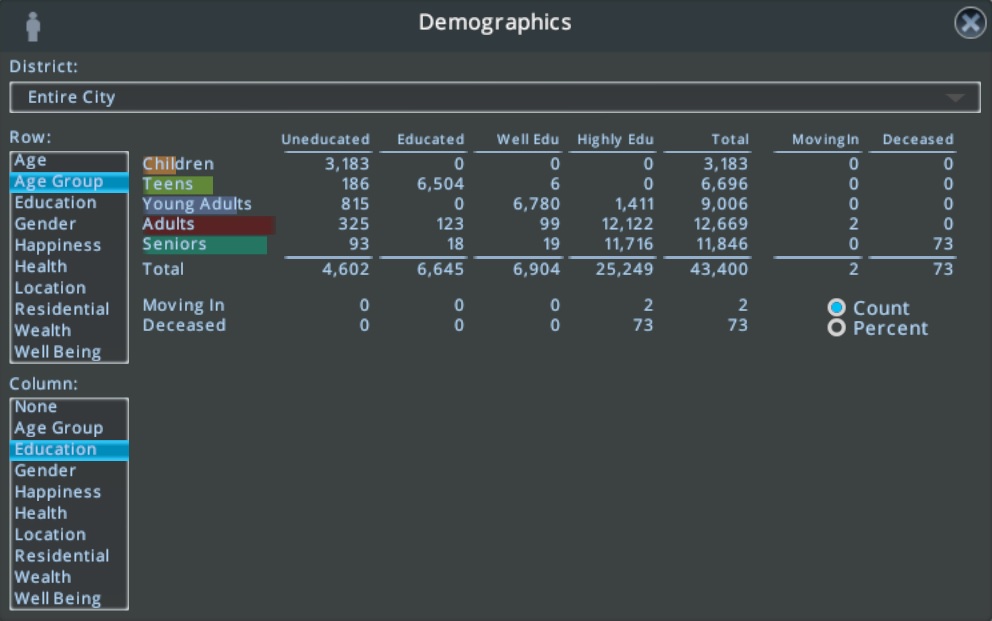 Demographics
District:
Entire City
Row:
Age
Age Group
Education
Gender
Happiness
Health
Location
Residential
Wealth
Well Being
Uneducated Educated Well Edu Highly Edu Total MovingIn Deceased
Children 3,183 0 0 0 3,183 0 0
Teens 186 6,504 6 0 6,696 0 0
Young Adults 815 0 6,780 1,411 9,006 0 0
Adults 325 123 99 12,122 12,669 2 0
Seniors 93 18 19 11,716 11,846 0 73
Total 4,602 6,645 6,904 25,249 43,400 2 73
Moving In 0 0 0 2 2
Deceased 0 0 0 73 73
Count
Percent
Column:
None
Age Group
Education
Gender
Happiness
Health
Location
Residential
Wealth
Well Being